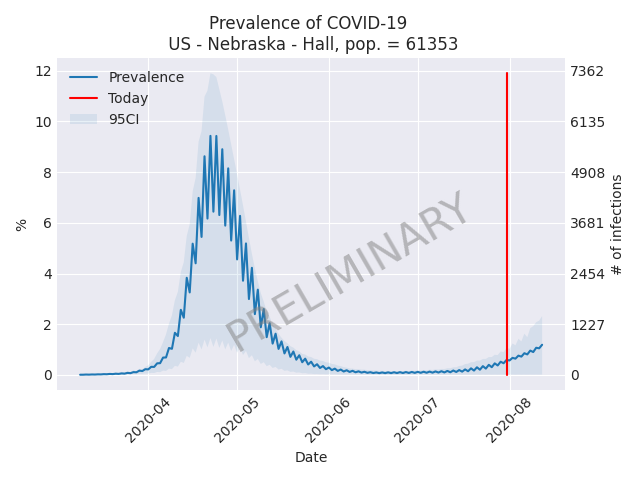 Prevalence of COVID-19
US - Nebraska - Hall, pop. = 61353
Prevalence
Today
95CI
12
10
8
6
4
2
0
%
7362
6135
4908
3681
2454
1227
0
# of infections
PRELIMINARY
2020-04
2020-05
2020-06
2020-07
2020-08
Date